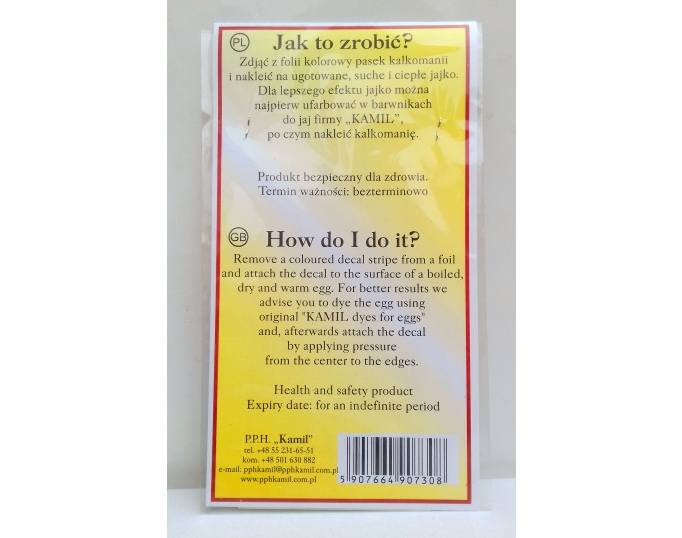 PL Jak to zrobić?
Zdjąć z folii kolorowy pasek kalkomanii
i nakleić na ugotowane, suche i ciepłe jajko.
Dla lepszego efektu jajko można
najpierw ufarbować w barwnikach
do jaj firmy „KAMIL”,
po czym nakleić kalkomanię.
Produkt bezpieczny dla zdrowia.
Termin ważności: bezterminowo
GB How do I do it?
Remove a coloured decal stripe from a foil
and attach the decal to the surface of a boiled,
dry and warm egg. For better results we
advise you to dye the egg using
original "KAMIL dyes for eggs"
and, afterwards attach the decal
by applying pressure
from the center to the edges.
Health and safety product
Expiry date: for an indefinite period
P.P.H. „Kamil”
tel. +48 55 231-65-51
kom. +48 501 630 882
e-mail: pphkamil@pphkamil.com.pl
www.pphkamil.com.pl
5 907664 907308